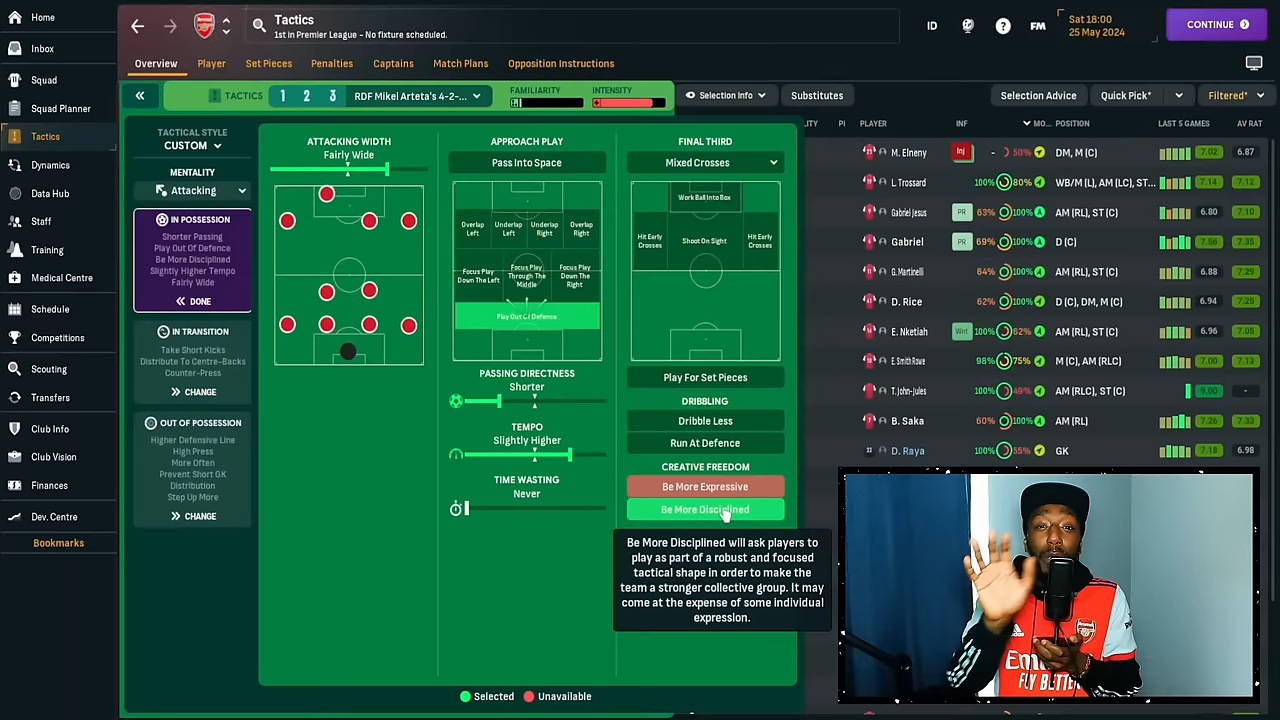 Home
Inbox
Squad
Squad Planner
Tactics
Dynamics
Data Hub
Staff
Training
Medical Centre
Schedule
Competitions
Scouting
Transfers
Club Info
Club Vision
Finances
Dev. Centre
Bookmarks
Tactics
1st in Premier League - No fixture scheduled.
ID
?
FM
Sat 18:00
25 May 2024
CONTINUE
Overview
Player
Set Pieces
Penalties
Captains
Match Plans
Opposition Instructions
TACTICS
1 2 3
RDF Mikel Arteta's 4-2-...
FAMILIARITY
INTENSITY
Selection Info
Substitutes
Selection Advice
Quick Pick*
Filtered*
TACTICAL STYLE
CUSTOM
MENTALITY
Attacking
IN POSSESSION
Shorter Passing
Play Out Of Defence
Be More Disciplined
Slightly Higher Tempo
Fairly Wide
DONE
IN TRANSITION
Take Short Kicks
Distribute To Centre-Backs
Counter-Press
CHANGE
OUT OF POSSESSION
Higher Defensive Line
High Press
More Often
Prevent Short GK
Distribution
Step Up More
CHANGE
ATTACKING WIDTH
Fairly Wide
APPROACH PLAY
Pass Into Space
Overlap Left
Underlap Left
Underlap Right
Overlap Right
Focus Play Down The Left
Focus Play Through The Middle
Focus Play Down The Right
Play Out Of Defence
PASSING DIRECTNESS
Shorter
TEMPO
Slightly Higher
TIME WASTING
Never
FINAL THIRD
Mixed Crosses
Work Ball Into Box
Hit Early Crosses
Shoot On Sight
Hit Early Crosses
Play For Set Pieces
DRIBBLING
Dribble Less
Run At Defence
CREATIVE FREEDOM
Be More Expressive
Be More Disciplined
Be More Disciplined will ask players to
play as part of a robust and focused
tactical shape in order to make the
team a stronger collective group. It may
come at the expense of some individual
expression.
Selected
Unavailable
PI PLAYER INF MO... POSITION LAST 5 GAMES AV RAT
M. Elneny Inj - 50% DM, M (C) 7.02 6.87
L. Trossard 100% 80% WB/M (L), AM (LC), ST... 7.14 7.12
Gabriel Jesus PR 63% 100% AM (RL), ST (C) 6.80 7.10
Gabriel PR 69% 100% D (C) 7.35
G. Martinelli 64% 100% AM (RL), ST (C) 6.88 7.29
D. Rice 62% 100% D (C), DM, M (C) 6.94
E. Nketiah Wnt 100% 62% AM (RL), ST (C) 6.96 7.05
E. Smith Rowe 98% 75% M (C), AM (RLC) 7.00 7.13
T. John-Jules 100% 49% AM (RLC), ST (C) 9.00 -
B. Saka 60% 100% AM (RL) 7.26 7.33
D. Raya 100% 55% GK 7.18 6.98
adidas
FLY BETTER